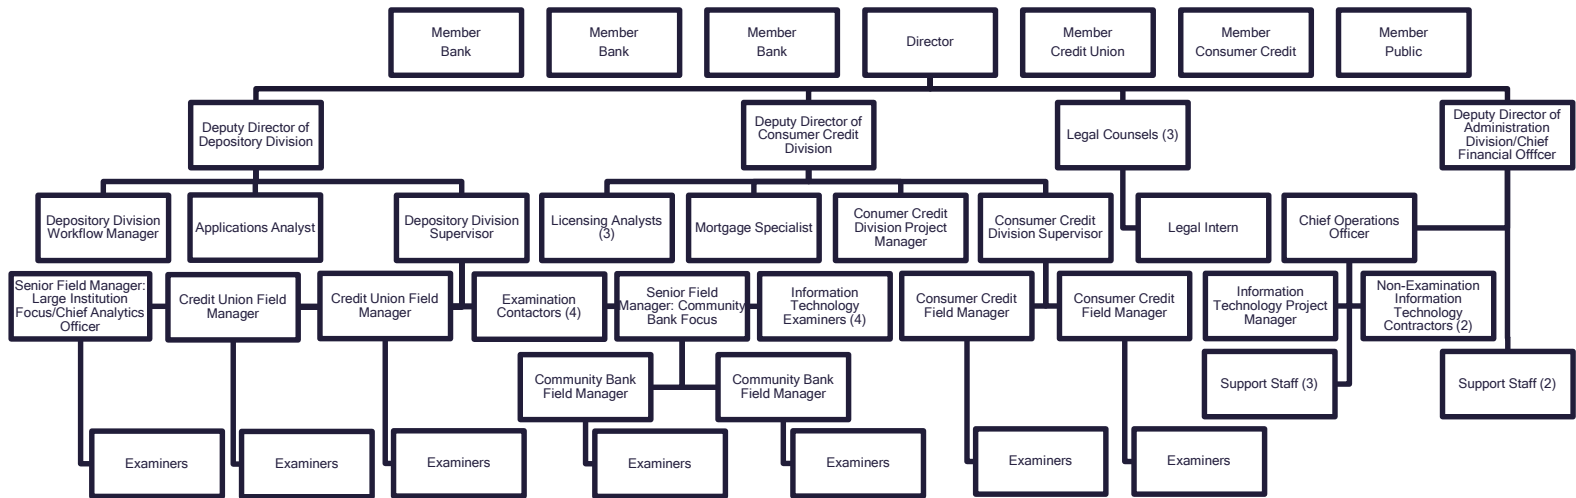 Member
Bank
Member
Bank
Member
Bank
Director
Member
Credit Union
Member
Consumer Credit
Member
Public
Deputy Director of
Depository Division
Deputy Director of
Consumer Credit
Division
Legal Counsels (3)
Deputy Director of
Administration
Division/Chief
Financial Offfcer
Depository Division
Workflow Manager
Applications Analyst
Depository Division
Supervisor
Licensing Analysts
(3)
Mortgage Specialist
Conumer Credit
Division Project
Manager
Consumer Credit
Division Supervisor
Legal Intern
Chief Operations
Officer
Senior Field Manager:
Large Institution
Focus/Chief Analytics
Officer
Credit Union Field
Manager
Credit Union Field
Manager
Examination
Contactors (4)
Senior Field
Manager: Community
Bank Focus
Information
Technology
Examiners (4)
Consumer Credit
Field Manager
Consumer Credit
Field Manager
Information
Technology Project
Manager
Non-Examination
Information
Technology
Contractors (2)
Community Bank
Field Manager
Community Bank
Field Manager
Support Staff (3)
Support Staff (2)
Examiners
Examiners
Examiners
Examiners
Examiners
Examiners
Examiners